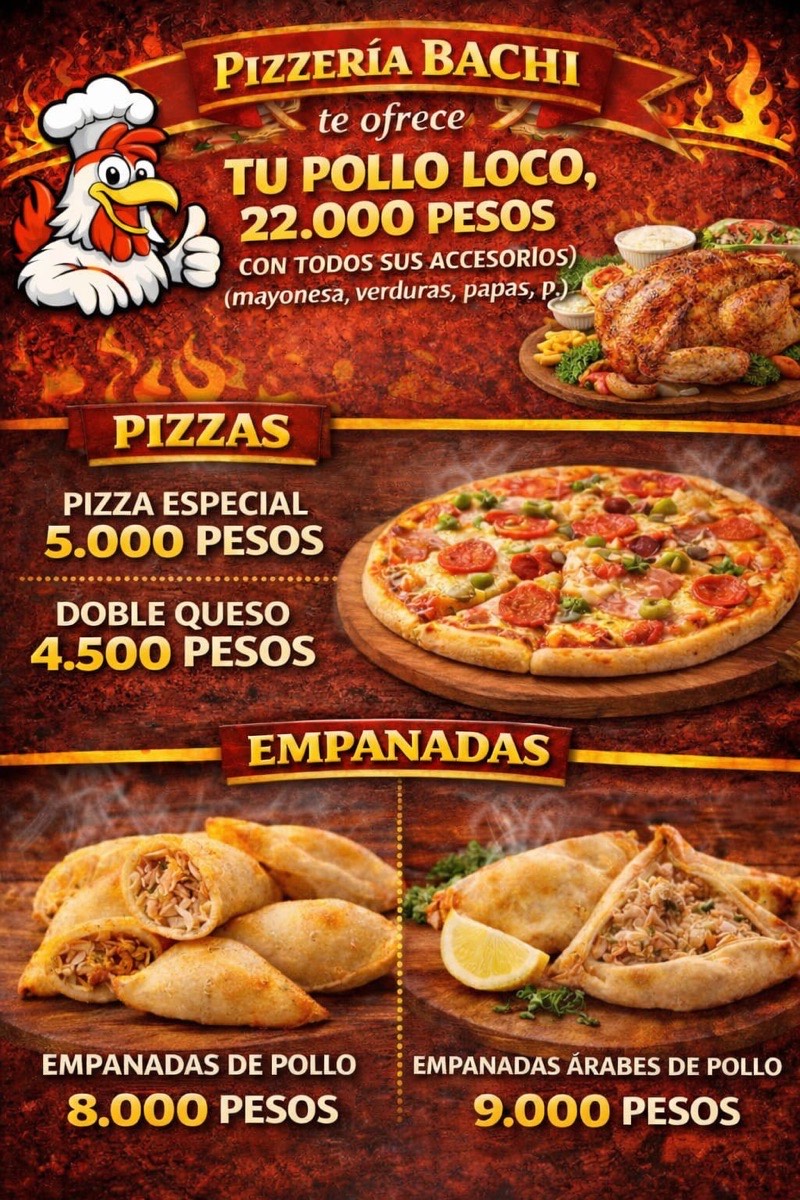 PIZZERÍA BACHI
te ofrece
TU POLLO LOCO,
22.000 PESOS
CON TODOS SUS ACCESORIOS)
(mayonesa, verduras, papas, p.)
PIZZAS
PIZZA ESPECIAL
5.000 PESOS
DOBLE QUESO
4.500 PESOS
EMPANADAS
EMPANADAS DE POLLO
8.000 PESOS
EMPANADAS ÁRABES DE POLLO
9.000 PESOS